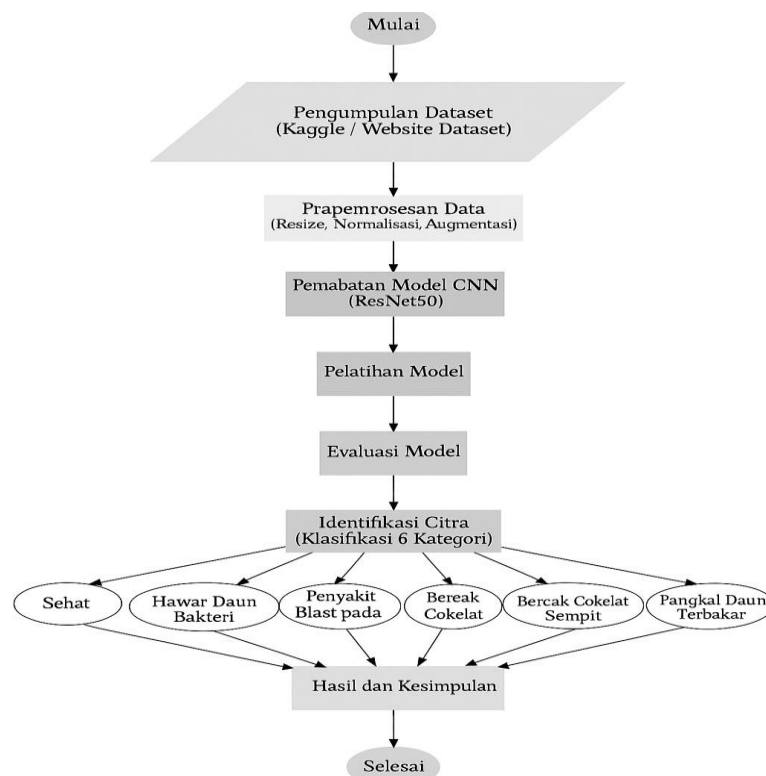 Mulai
Pengumpulan Dataset
(Kaggle / Website Dataset)
Prapemrosesan Data
(Resize, Normalisasi, Augmentasi)
Pemabatan Model CNN
(ResNet50)
Pelatihan Model
Evaluasi Model
Identifikasi Citra
(Klasifikasi 6 Kategori)
Sehat
Hawar Daun
Bakteri
Penyakit
Blast pada
Bereak
Cokelat
Bercak Cokelat
Sempit
Pangkal Daun
Terbakar
Hasil dan Kesimpulan
Selesai